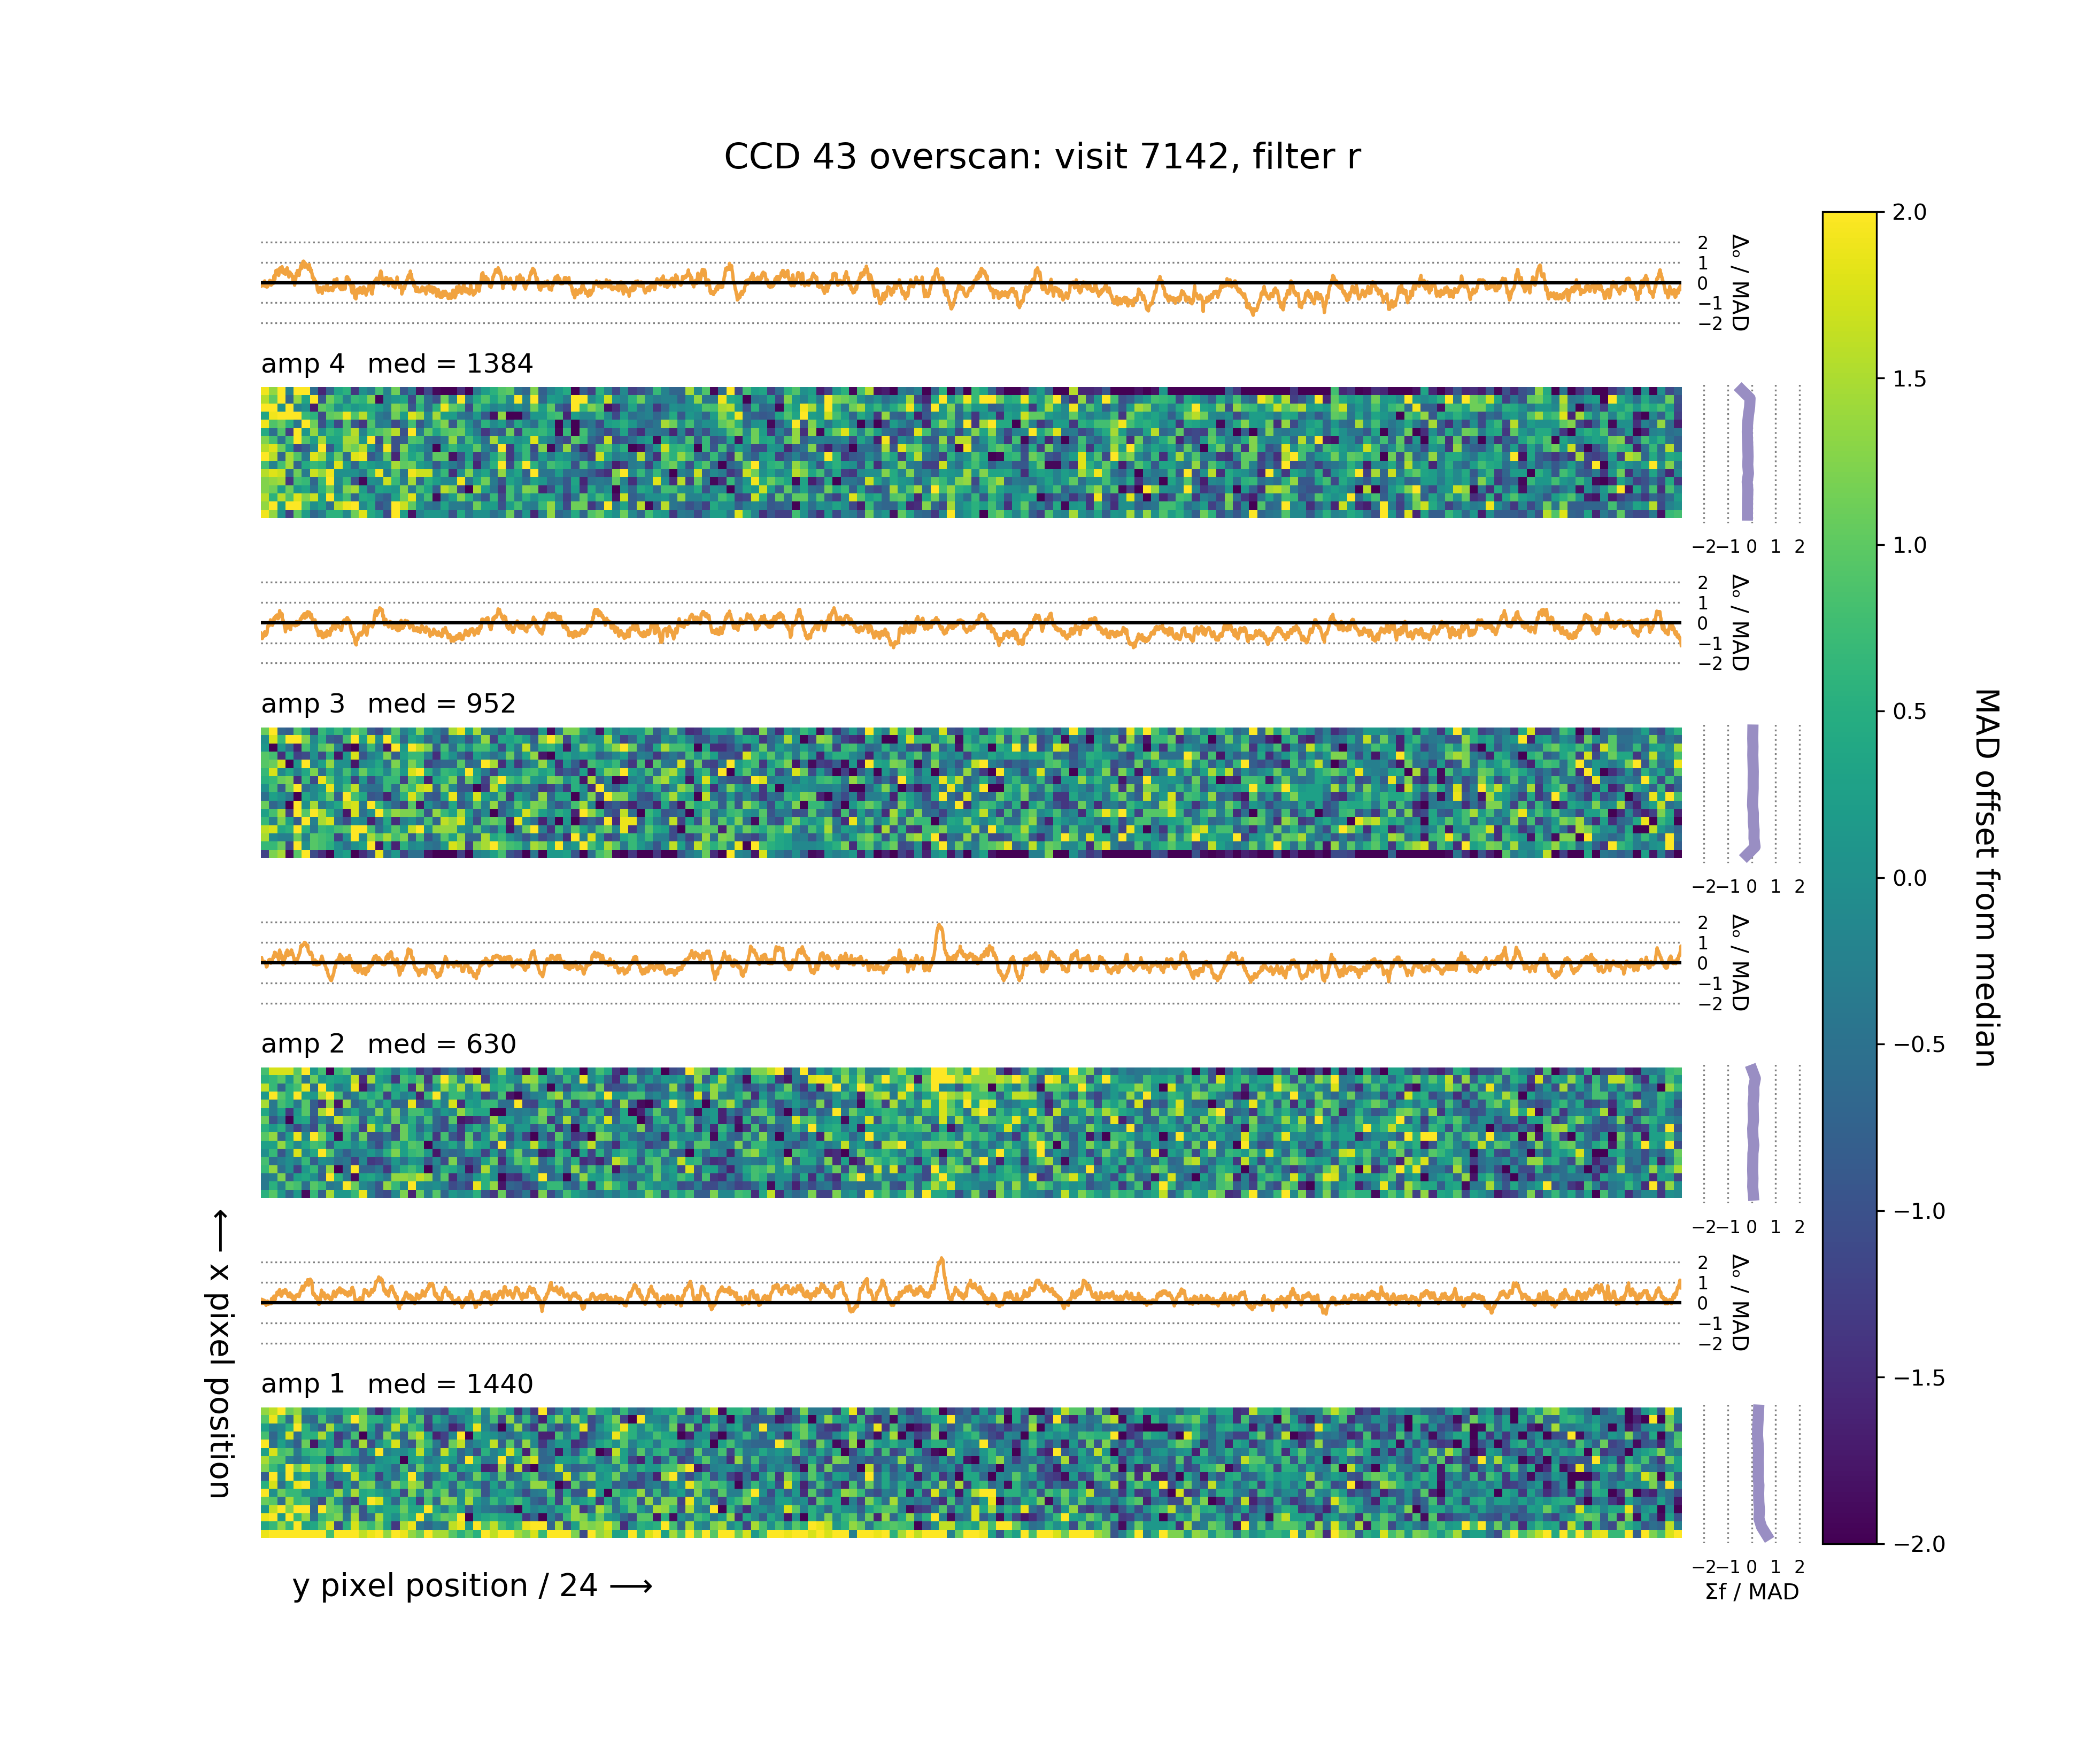 CCD 43 overscan: visit 7142, filter r
2
1
0
−1
−2
Δₒ / MAD
amp 4 med = 1384
−2 −1 0 1 2
2
1
0
−1
−2
Δₒ / MAD
amp 3 med = 952
−2 −1 0 1 2
2
1
0
−1
−2
Δₒ / MAD
amp 2 med = 630
−2 −1 0 1 2
2
1
0
−1
−2
Δₒ / MAD
amp 1 med = 1440
−2 −1 0 1 2
Σf / MAD
y pixel position / 24 ⟶
x pixel position ⟶
2.0
1.5
1.0
0.5
0.0
−0.5
−1.0
−1.5
−2.0
MAD offset from median